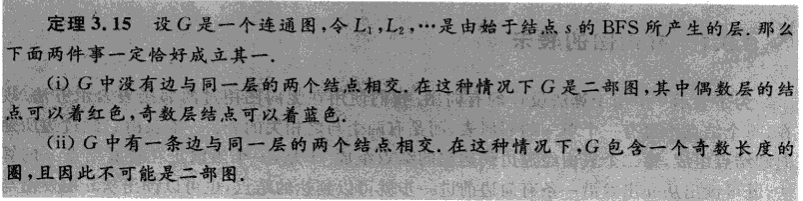 定理 3.15 设 G 是一个连通图,令 L₁,L₂,…是由始于结点 s 的 BFS 所产生的层.那么
下面两件事一定恰好成立其一.
(i) G 中没有边与同一层的两个结点相交.在这种情况下 G 是二部图,其中偶数层的结
点可以着红色,奇数层结点可以着蓝色.
(ii) G 中有一条边与同一层的两个结点相交.在这种情况下,G 包含一个奇数长度的
圈,且因此不可能是二部图.